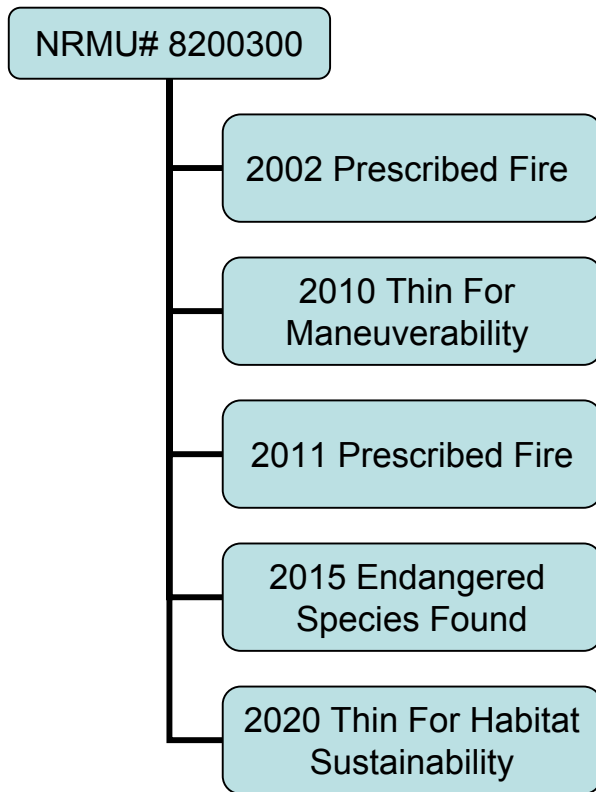 NRMU# 8200300
2002 Prescribed Fire
2010 Thin For
Maneuverability
2011 Prescribed Fire
2015 Endangered
Species Found
2020 Thin For Habitat
Sustainability